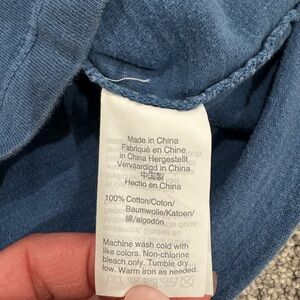 Made in China
Fabriqué en Chine
in China Hergestellt
Vervaardigd in China
中国製
Hecho en China
100% Cotton/Coton/
Baumwolle/Katoen/
綿/algodón
Machine wash cold with
like colors. Non-chlorine
bleach only. Tumble dry
low. Warm iron as needed.